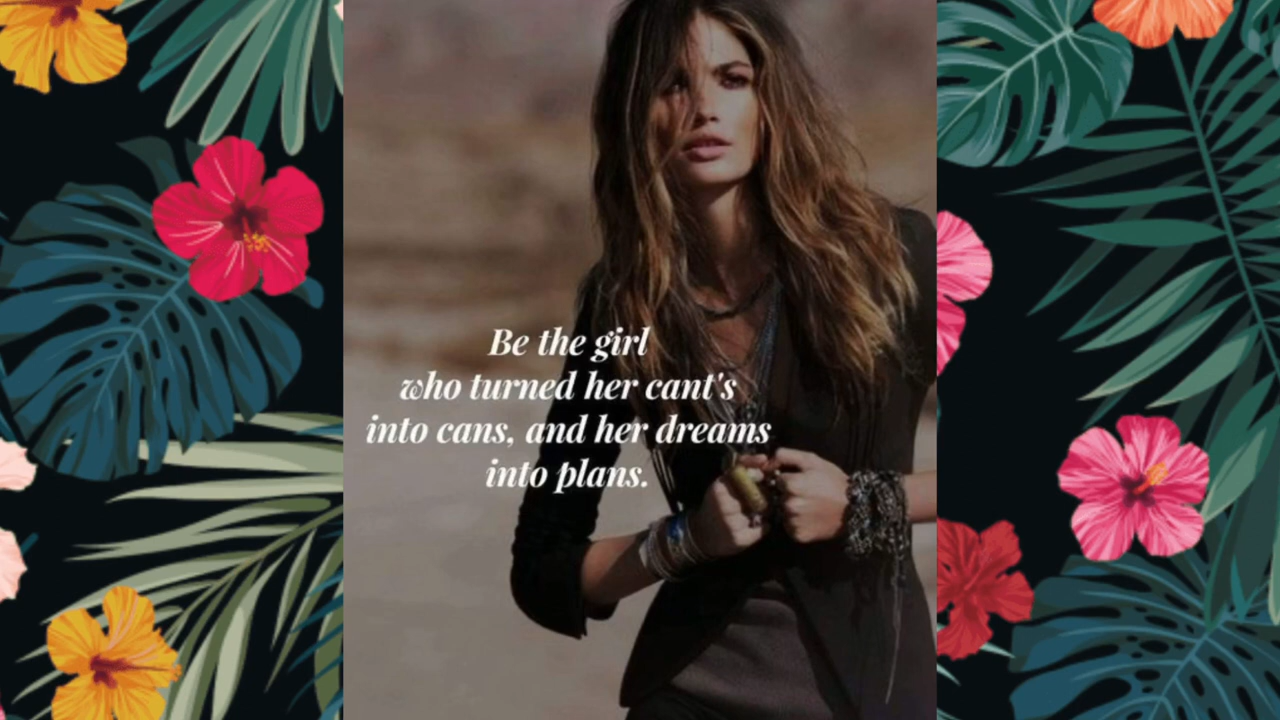 Be the girl
who turned her cant's
into cans, and her dreams
into plans.